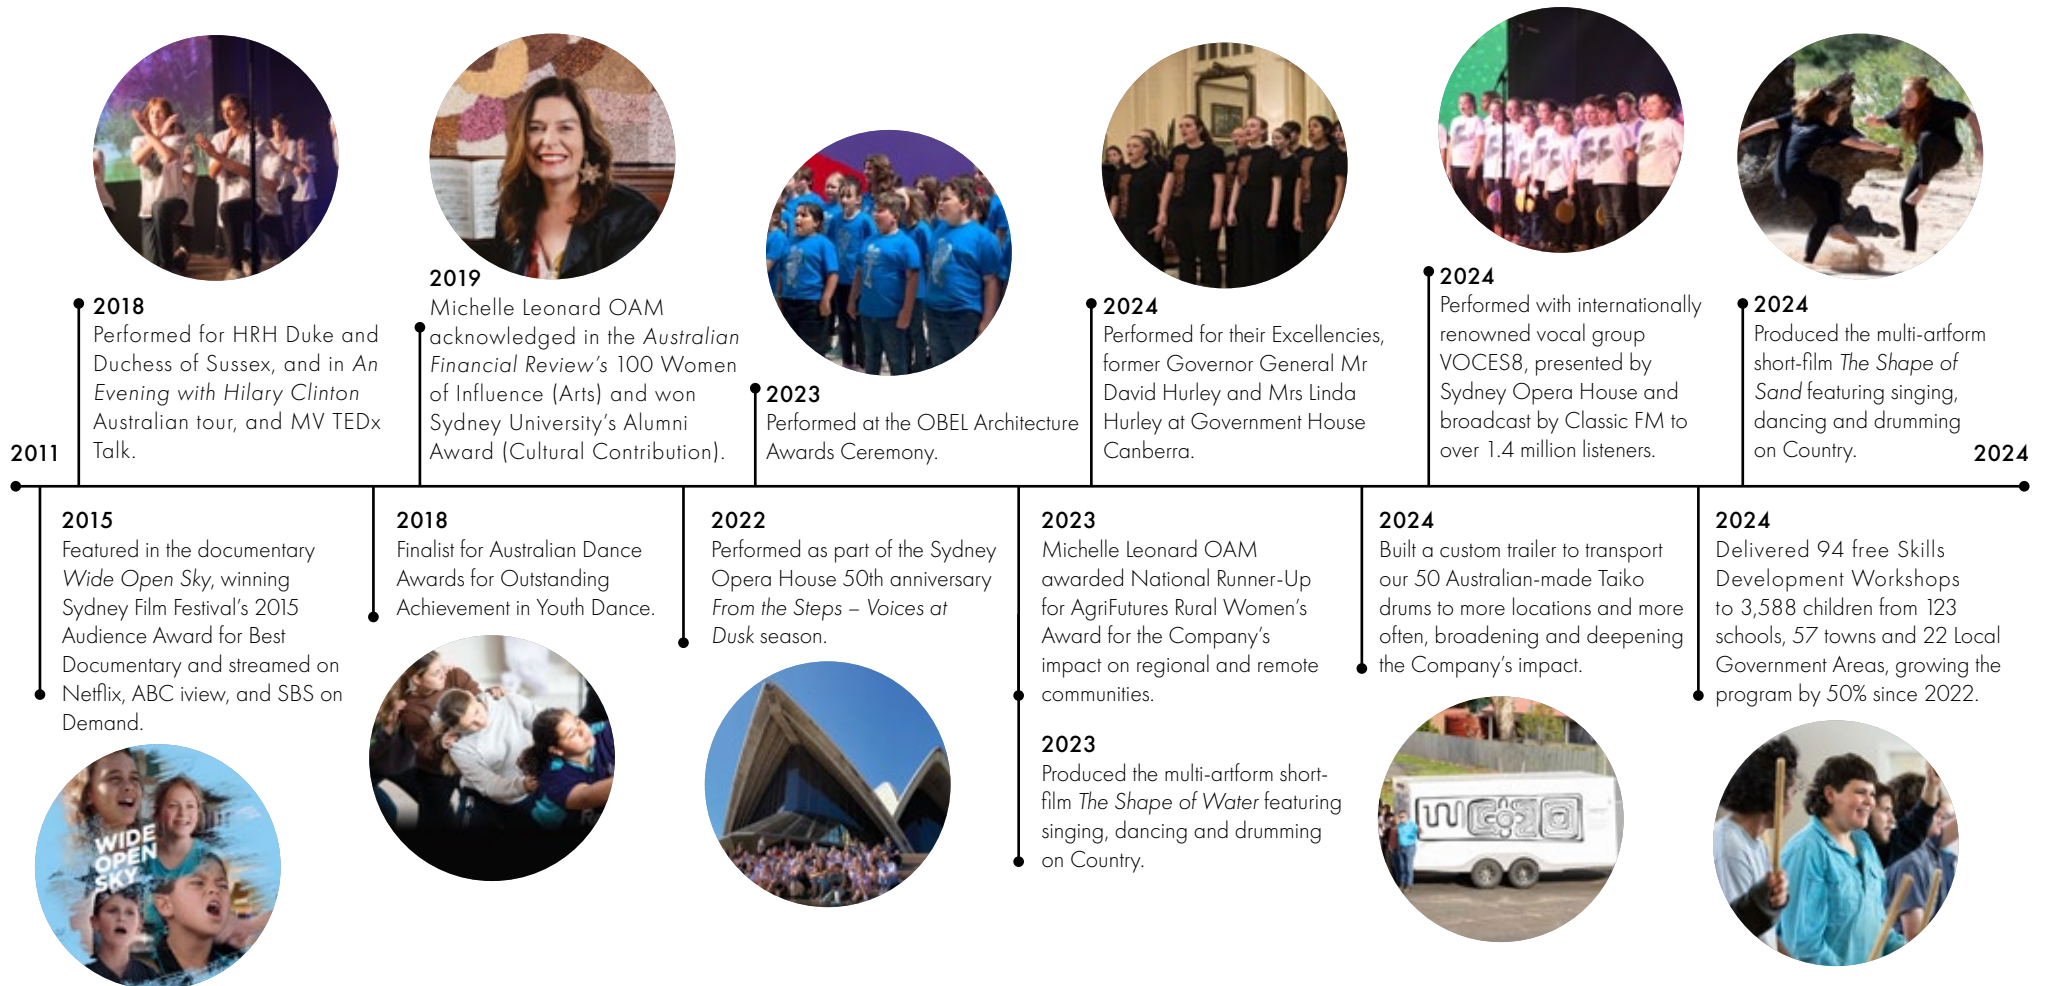 2011
2018
Performed for HRH Duke and
Duchess of Sussex, and in An
Evening with Hilary Clinton
Australian tour, and MV TEDx
Talk.
2019
Michelle Leonard OAM
acknowledged in the Australian
Financial Review's 100 Women
of Influence (Arts) and won
Sydney University's Alumni
Award (Cultural Contribution).
2023
Performed at the OBEL Architecture
Awards Ceremony.
2024
Performed for their Excellencies,
former Governor General Mr
David Hurley and Mrs Linda
Hurley at Government House
Canberra.
2024
Performed with internationally
renowned vocal group
VOCES8, presented by
Sydney Opera House and
broadcast by Classic FM to
over 1.4 million listeners.
2024
Produced the multi-artform
short-film The Shape of
Sand featuring singing,
dancing and drumming
on Country.
2024
2015
Featured in the documentary
Wide Open Sky, winning
Sydney Film Festival's 2015
Audience Award for Best
Documentary and streamed on
Netflix, ABC iview, and SBS on
Demand.
WIDE
OPEN
SKY
2018
Finalist for Australian Dance
Awards for Outstanding
Achievement in Youth Dance.
2022
Performed as part of the Sydney
Opera House 50th anniversary
From the Steps – Voices at
Dusk season.
2023
Michelle Leonard OAM
awarded National Runner-Up
for AgriFutures Rural Women's
Award for the Company's
impact on regional and remote
communities.
2023
Produced the multi-artform short-
film The Shape of Water featuring
singing, dancing and drumming
on Country.
2024
Built a custom trailer to transport
our 50 Australian-made Taiko
drums to more locations and more
often, broadening and deepening
the Company's impact.
2024
Delivered 94 free Skills
Development Workshops
to 3,588 children from 123
schools, 57 towns and 22 Local
Government Areas, growing the
program by 50% since 2022.